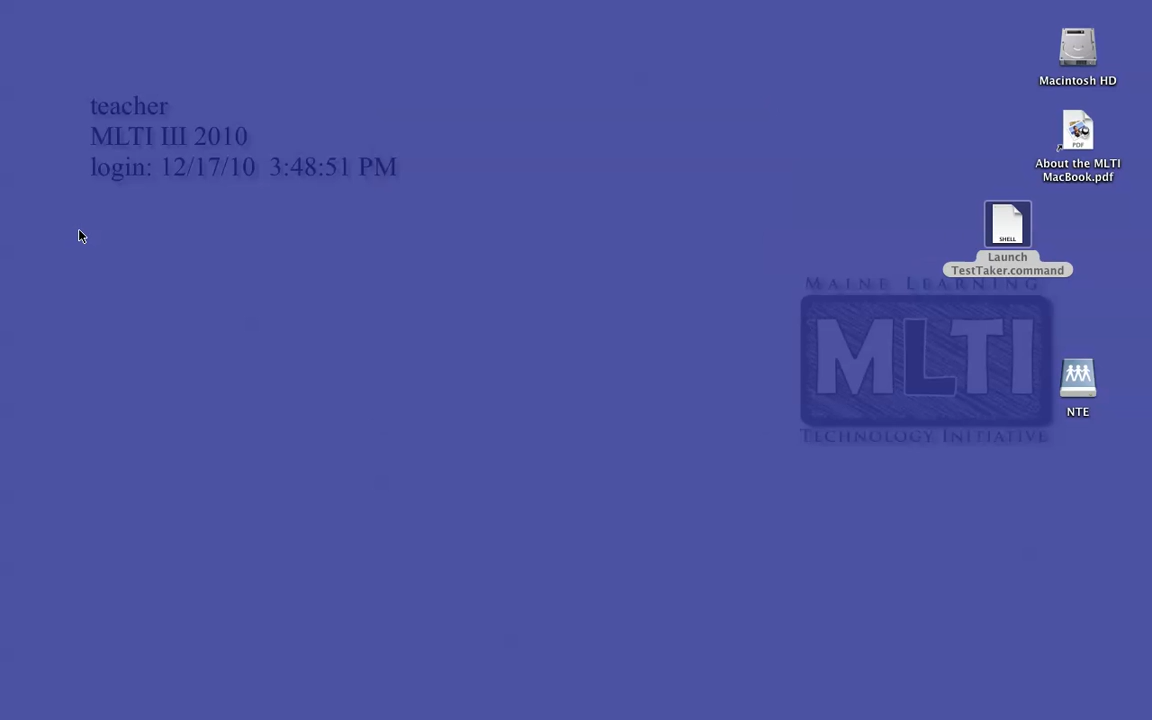 teacher
MLTI III 2010
login: 12/17/10  3:48:51 PM
Macintosh HD
PDF
About the MLTI
MacBook.pdf
SHELL
Launch
TestTaker.command
MAINE LEARNING
MLTI
TECHNOLOGY INITIATIVE
NTE